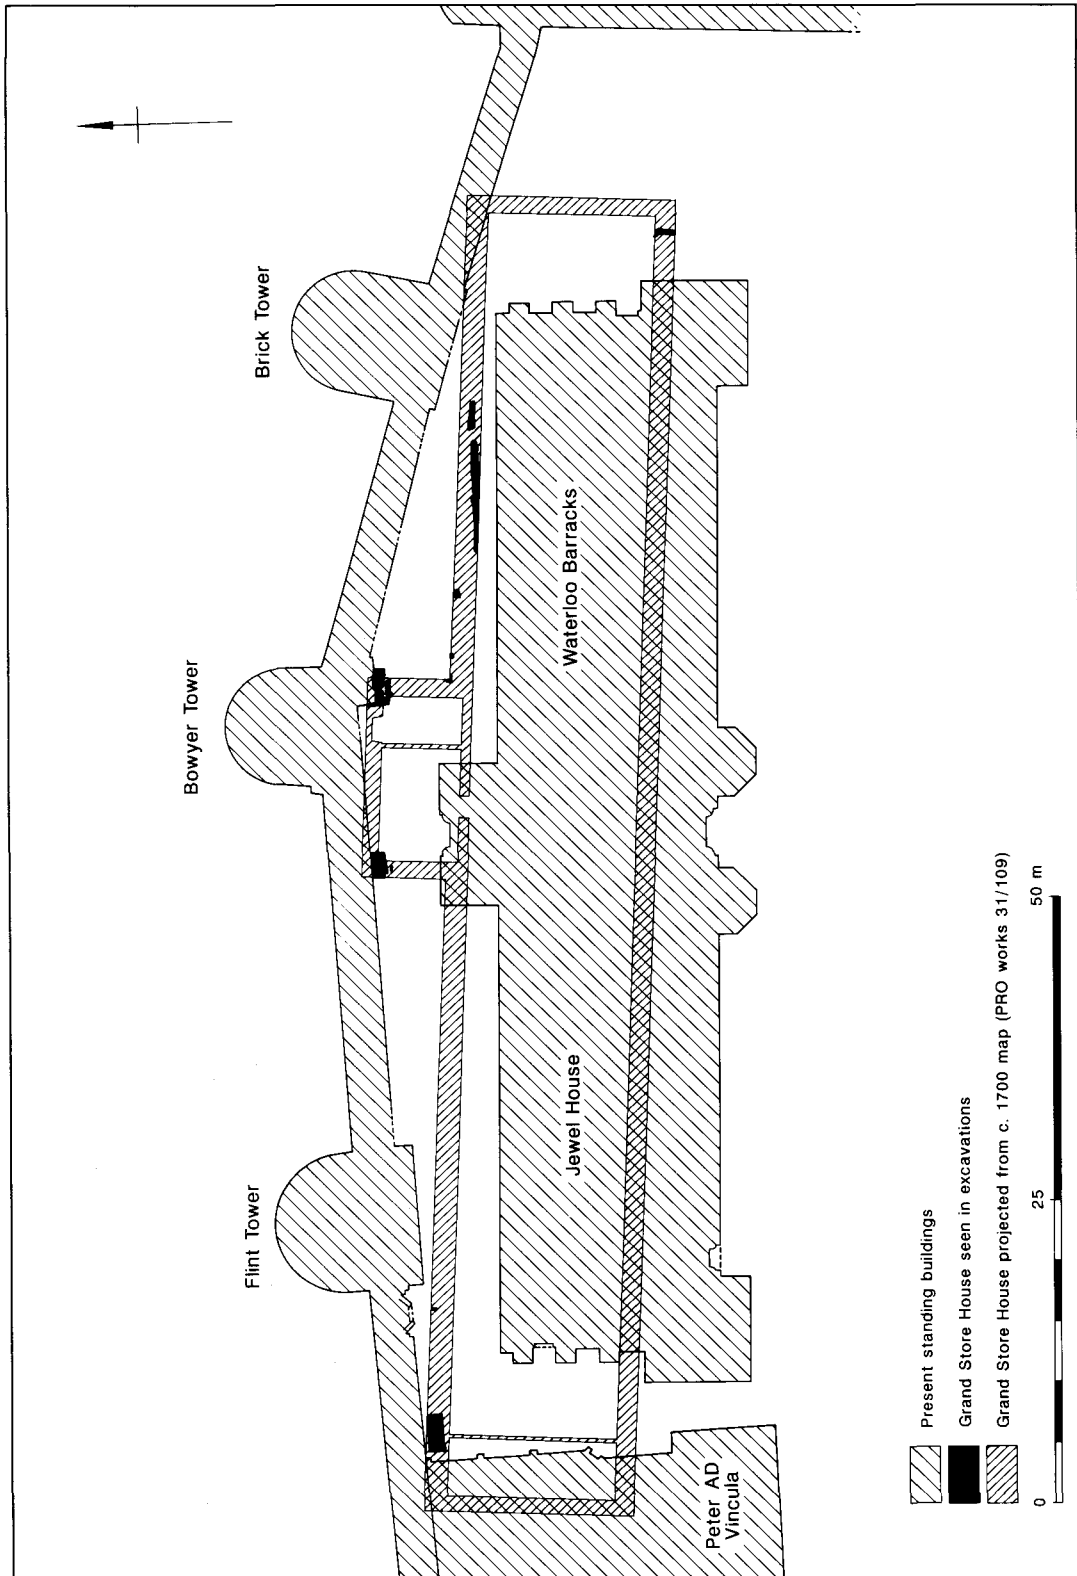 Flint Tower
Bowyer Tower
Brick Tower
Jewel House
Waterloo Barracks
Peter AD
Vincula
Present standing buildings
Grand Store House seen in excavations
Grand Store House projected from c. 1700 map (PRO works 31/109)
0
25
50 m